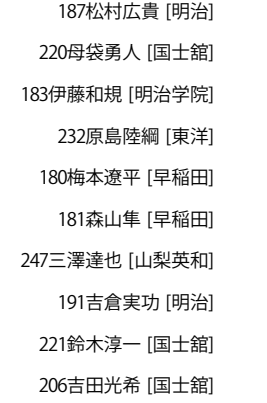 187松村広貴 [明治]
220母袋勇人 [国士舘]
183伊藤和規 [明治学院]
232原島陸綱 [東洋]
180梅本遼平 [早稲田]
181森山隼 [早稲田]
247三澤達也 [山梨英和]
191吉倉実功 [明治]
221鈴木淳一 [国士舘]
206吉田光希 [国士舘]